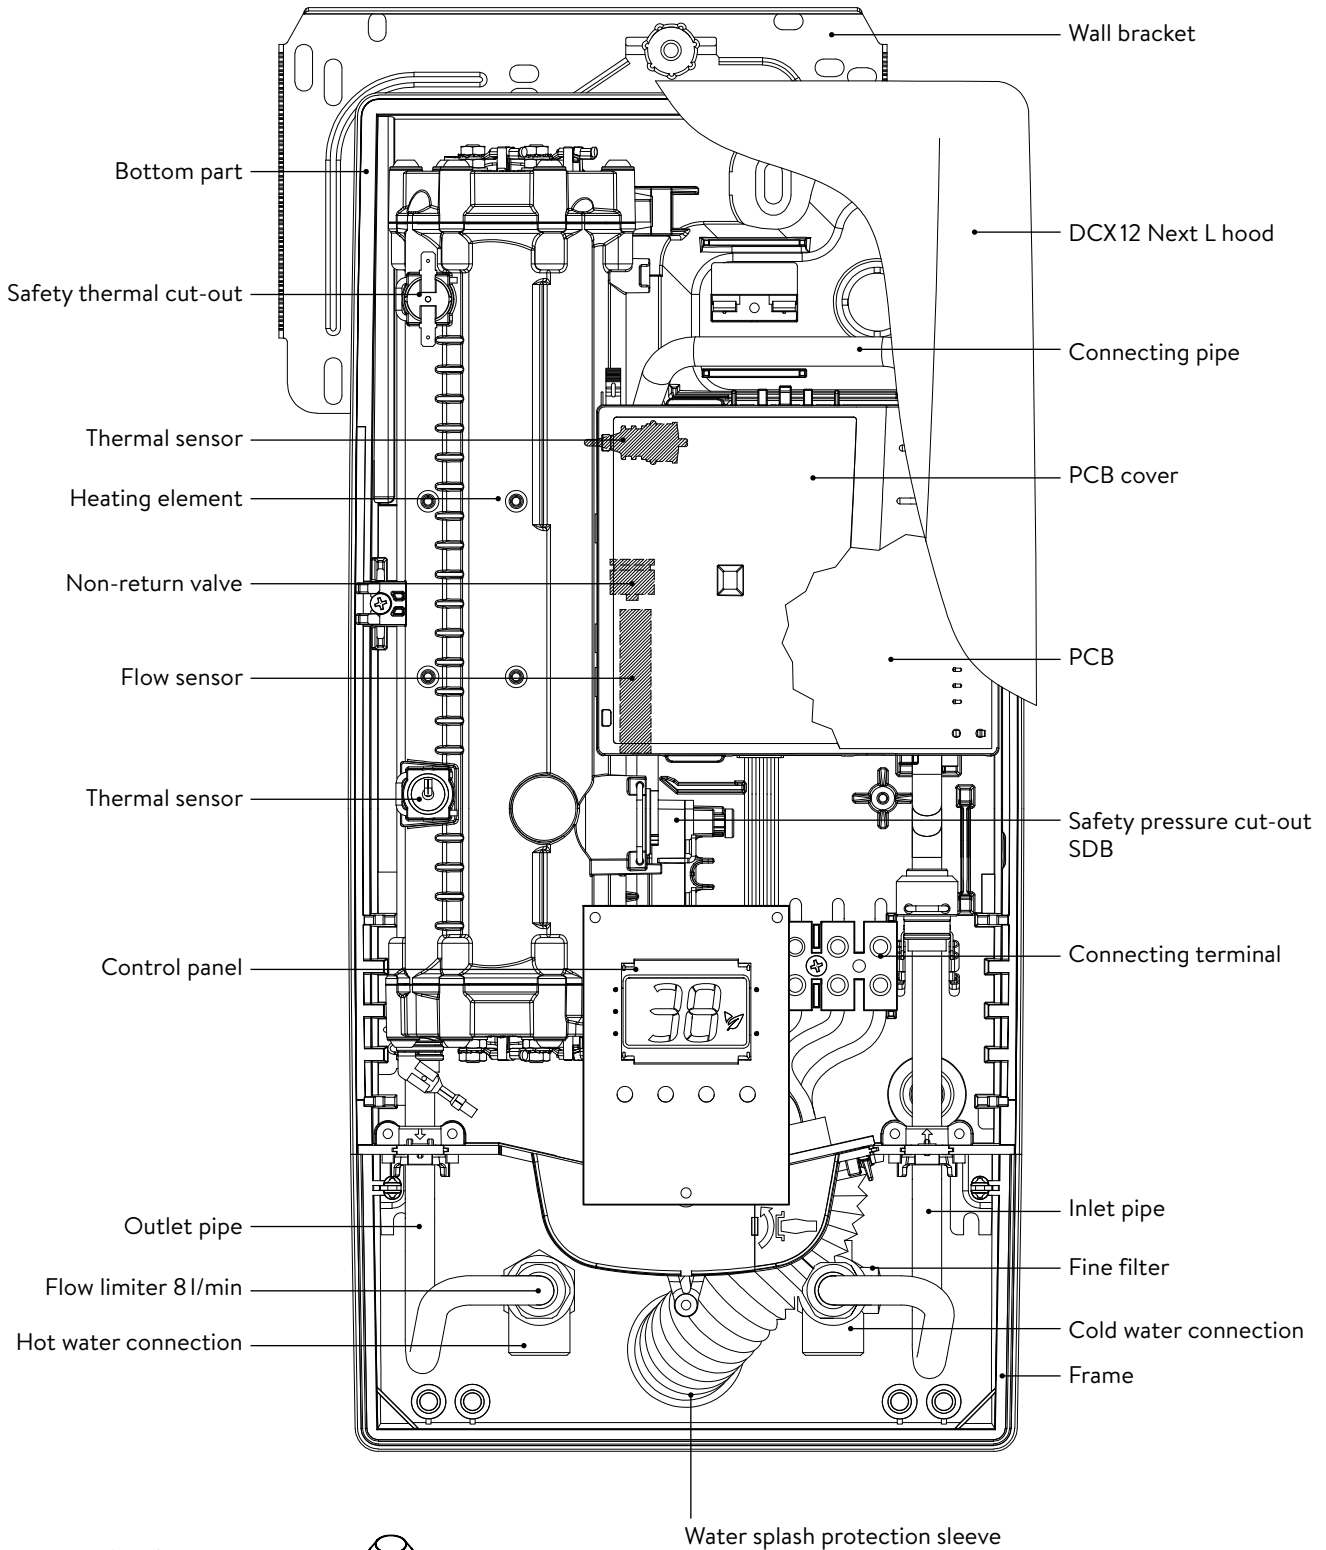 Wall bracket
Bottom part
DCX 12 Next L hood
Safety thermal cut-out
Connecting pipe
Thermal sensor
PCB cover
Heating element
Non-return valve
PCB
Flow sensor
Thermal sensor
Safety pressure cut-out
SDB
Connecting terminal
Control panel
38
Inlet pipe
Outlet pipe
Fine filter
Flow limiter 8 l/min
Cold water connection
Hot water connection
Frame
Water splash protection sleeve